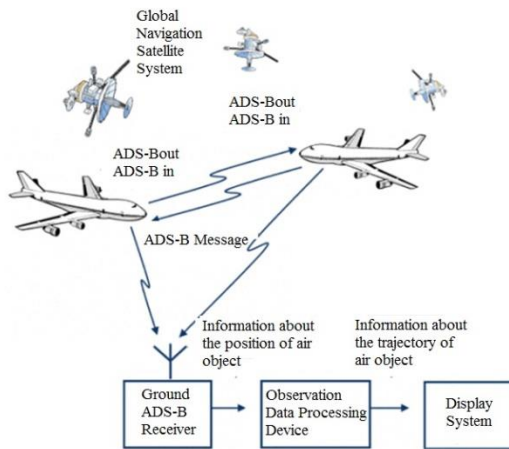 Global
Navigation
Satellite
System
ADS-Bout
ADS-B in
ADS-Bout
ADS-B in
ADS-B Message
Information about
the position of air
object
Information about
the trajectory of
air object
Ground
ADS-B
Receiver
Observation
Data Processing
Device
Display
System